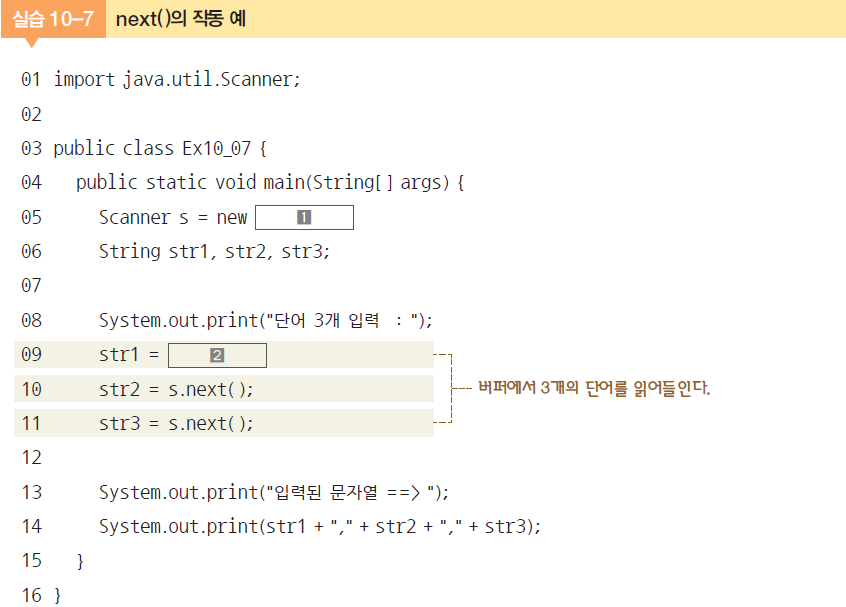 실습 10-7 next()의 작동 예
01 import java.util.Scanner;
02
03 public class Ex10_07 {
04 public static void main(String[] args) {
05 Scanner s = new 1
06 String str1, str2, str3;
07
08 System.out.print("단어 3개 입력 : ");
09 str1 = 2
10 str2 = s.next();
버퍼에서 3개의 단어를 읽어들인다.
11 str3 = s.next();
12
13 System.out.print("입력된 문자열 ==> ");
14 System.out.print(str1 + "," + str2 + "," + str3);
15 }
16 }